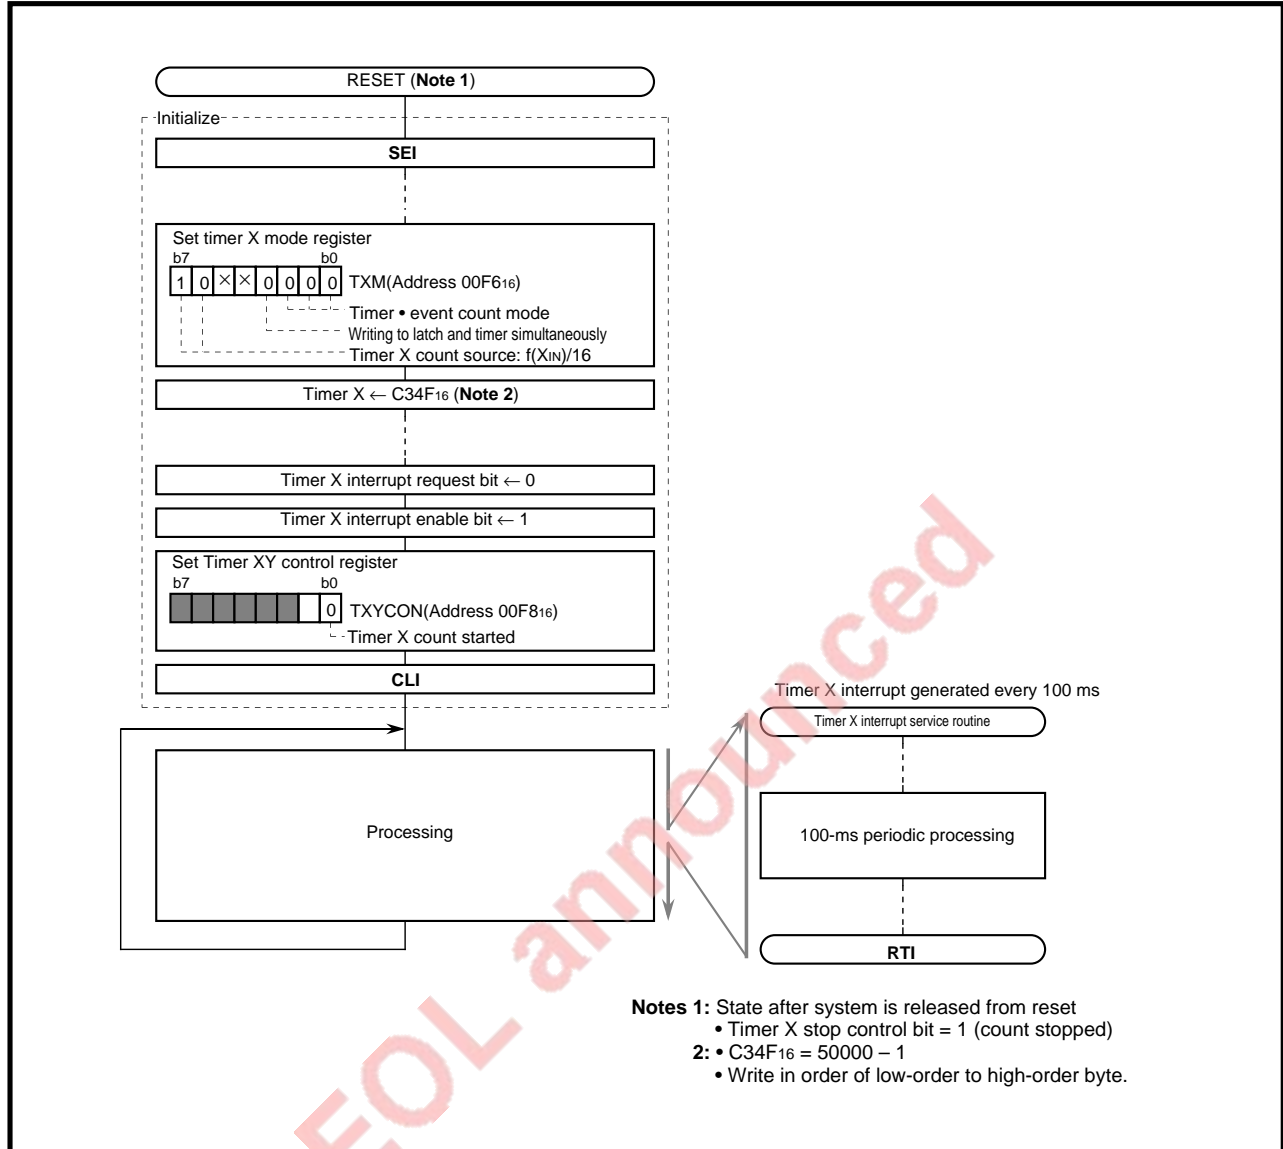 RESET (Note 1)
Initialize
SEI
Set timer X mode register
b7 b0
1 0 × × 0 0 0 0 TXM(Address 00F616)
Timer • event count mode
Writing to latch and timer simultaneously
Timer X count source: f(XIN)/16
Timer X ← C34F16 (Note 2)
Timer X interrupt request bit ← 0
Timer X interrupt enable bit ← 1
Set Timer XY control register
b7 b0
0 TXYCON(Address 00F816)
Timer X count started
CLI
Processing
Timer X interrupt generated every 100 ms
Timer X interrupt service routine
100-ms periodic processing
RTI
Notes 1: State after system is released from reset
• Timer X stop control bit = 1 (count stopped)
2: • C34F16 = 50000 – 1
• Write in order of low-order to high-order byte.
EOL announced